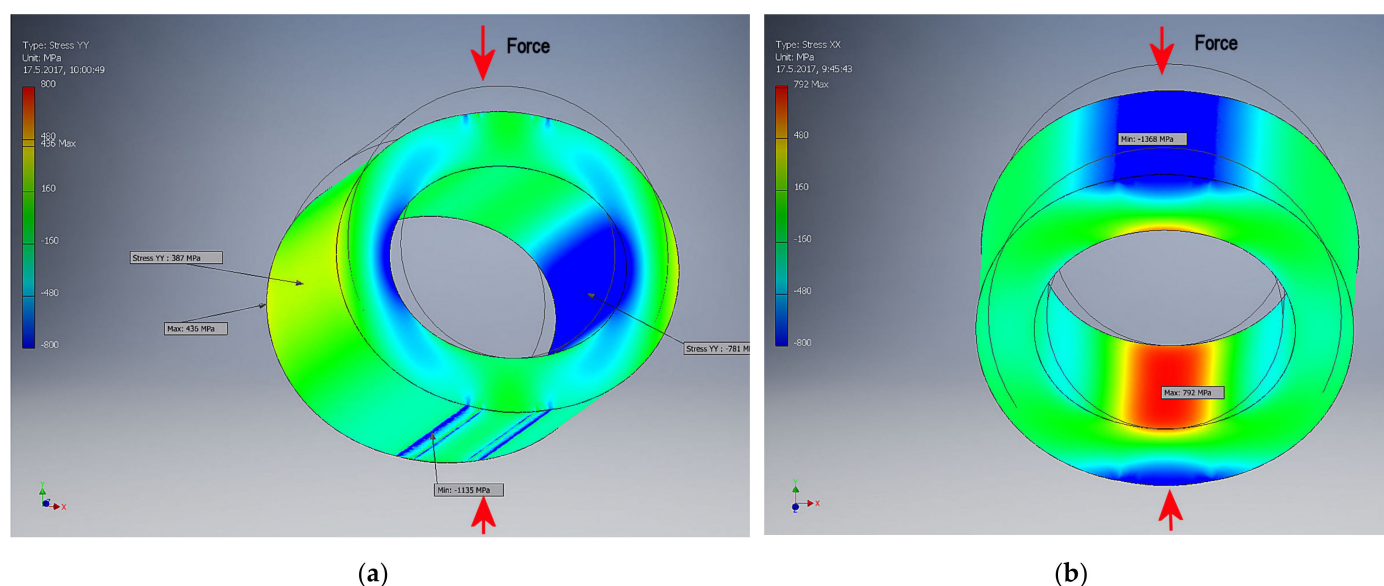 Type: Stress YY
Unit: MPa
17.5.2017, 10:00:49
800
480
436 Max
160
-160
-480
-800
Force
Stress YY : 387 MPa
Max: 436 MPa
Stress YY : -781 M
Min: -1135 MPa
Y
Z
X
(a)
Type: Stress XX
Unit: MPa
17.5.2017, 9:45:43
792 Max
480
160
-160
-480
-800
Force
Min: -1368 MPa
Max: 792 MPa
Y
Z
X
(b)